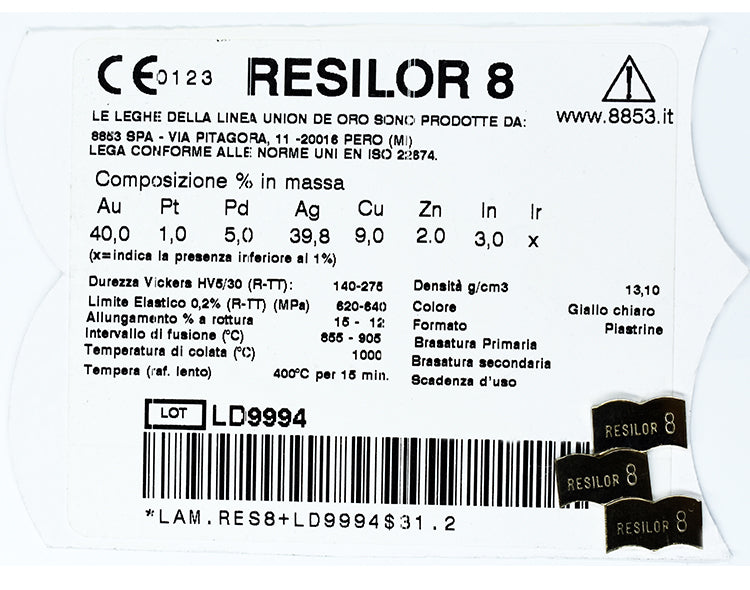 CE 0123 RESILOR 8
LE LEGHE DELLA LINEA UNION DE ORO SONO PRODOTTE DA:
www.8853.it
8853 SPA - VIA PITAGORA, 11 -20016 PERO (MI)
LEGA CONFORME ALLE NORME UNI EN ISO 22674.
Composizione % in massa
Au Pt Pd Ag Cu Zn In Ir
40,0 1,0 5,0 39,8 9,0 2.0 3,0 x
(x=indica la presenza inferiore al 1%)
Durezza Vickers HV5/30 (R-TT): 140-275
Limite Elastico 0,2% (R-TT) (MPa) 620-640
Allungamento % a rottura 15 - 12
Intervallo di fusione (°C) 855 - 905
Temperatura di colata (°C) 1000
Tempera (raf. lento) 400°C per 15 min.
Densità g/cm3 13,10
Colore Giallo chiaro
Formato Piastrine
Brasatura Primaria
Brasatura secondaria
Scadenza d'uso
LOT LD9994
*LAM.RES8+LD9994$31.2
RESILOR 8
RESILOR 8
RESILOR 8